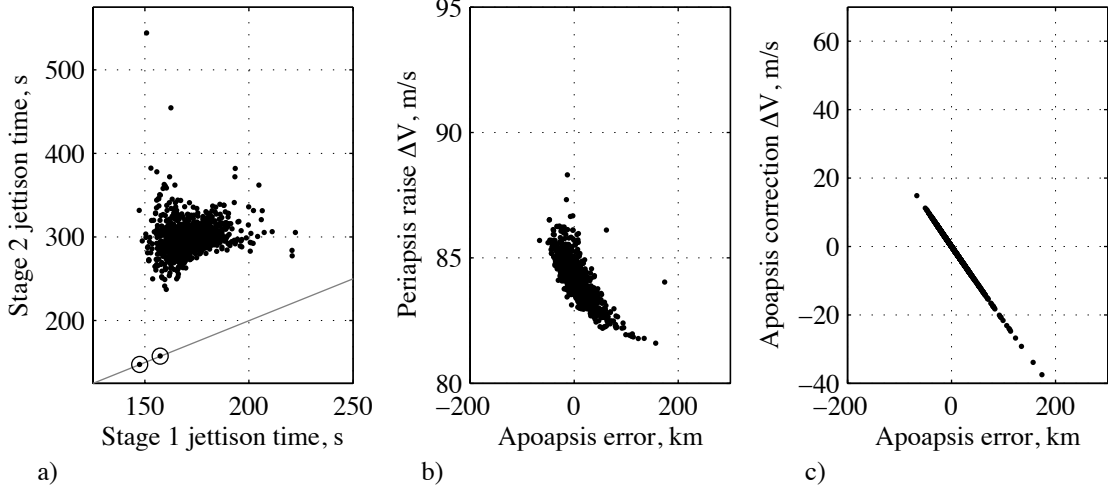 Stage 2 jettison time, s
500
400
300
200
150
200
250
Stage 1 jettison time, s
a)
Periapsis raise ΔV, m/s
95
90
85
80
−200
0
200
Apoapsis error, km
b)
Apoapsis correction ΔV, m/s
60
40
20
0
−20
−40
−200
0
200
Apoapsis error, km
c)